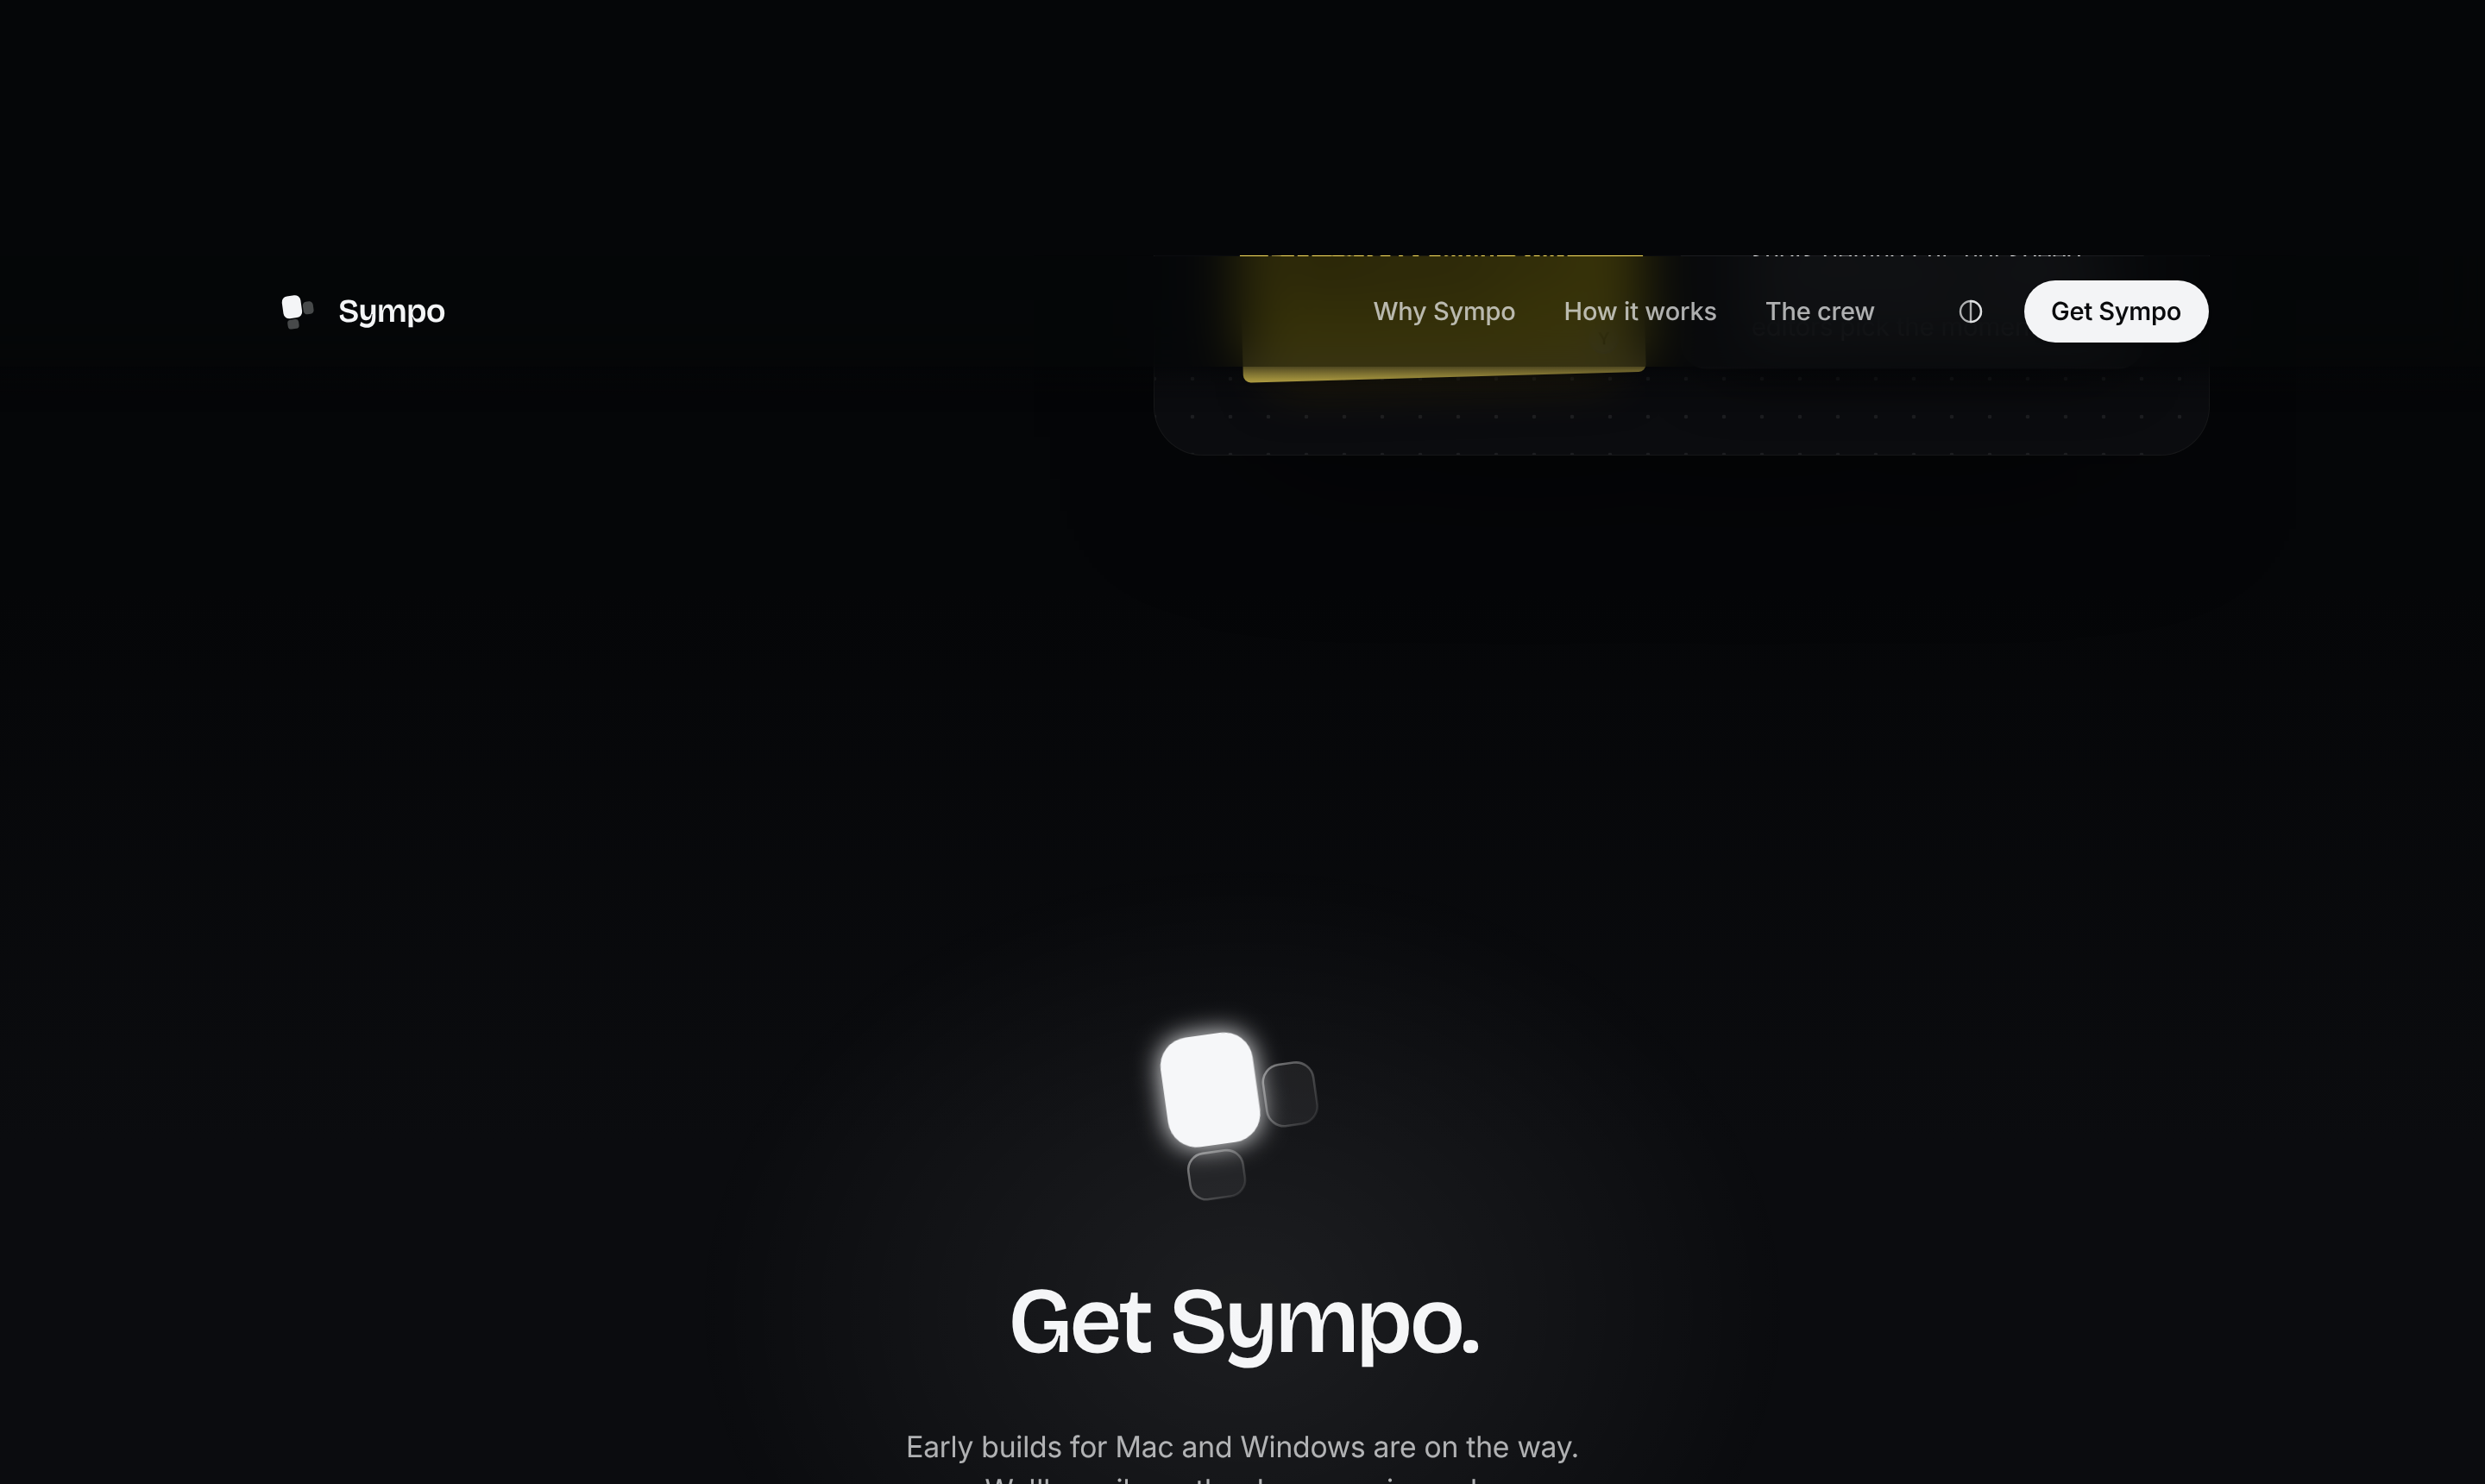 Sympo
Why Sympo
How it works
The crew
Get Sympo
Get Sympo.
Early builds for Mac and Windows are on the way.